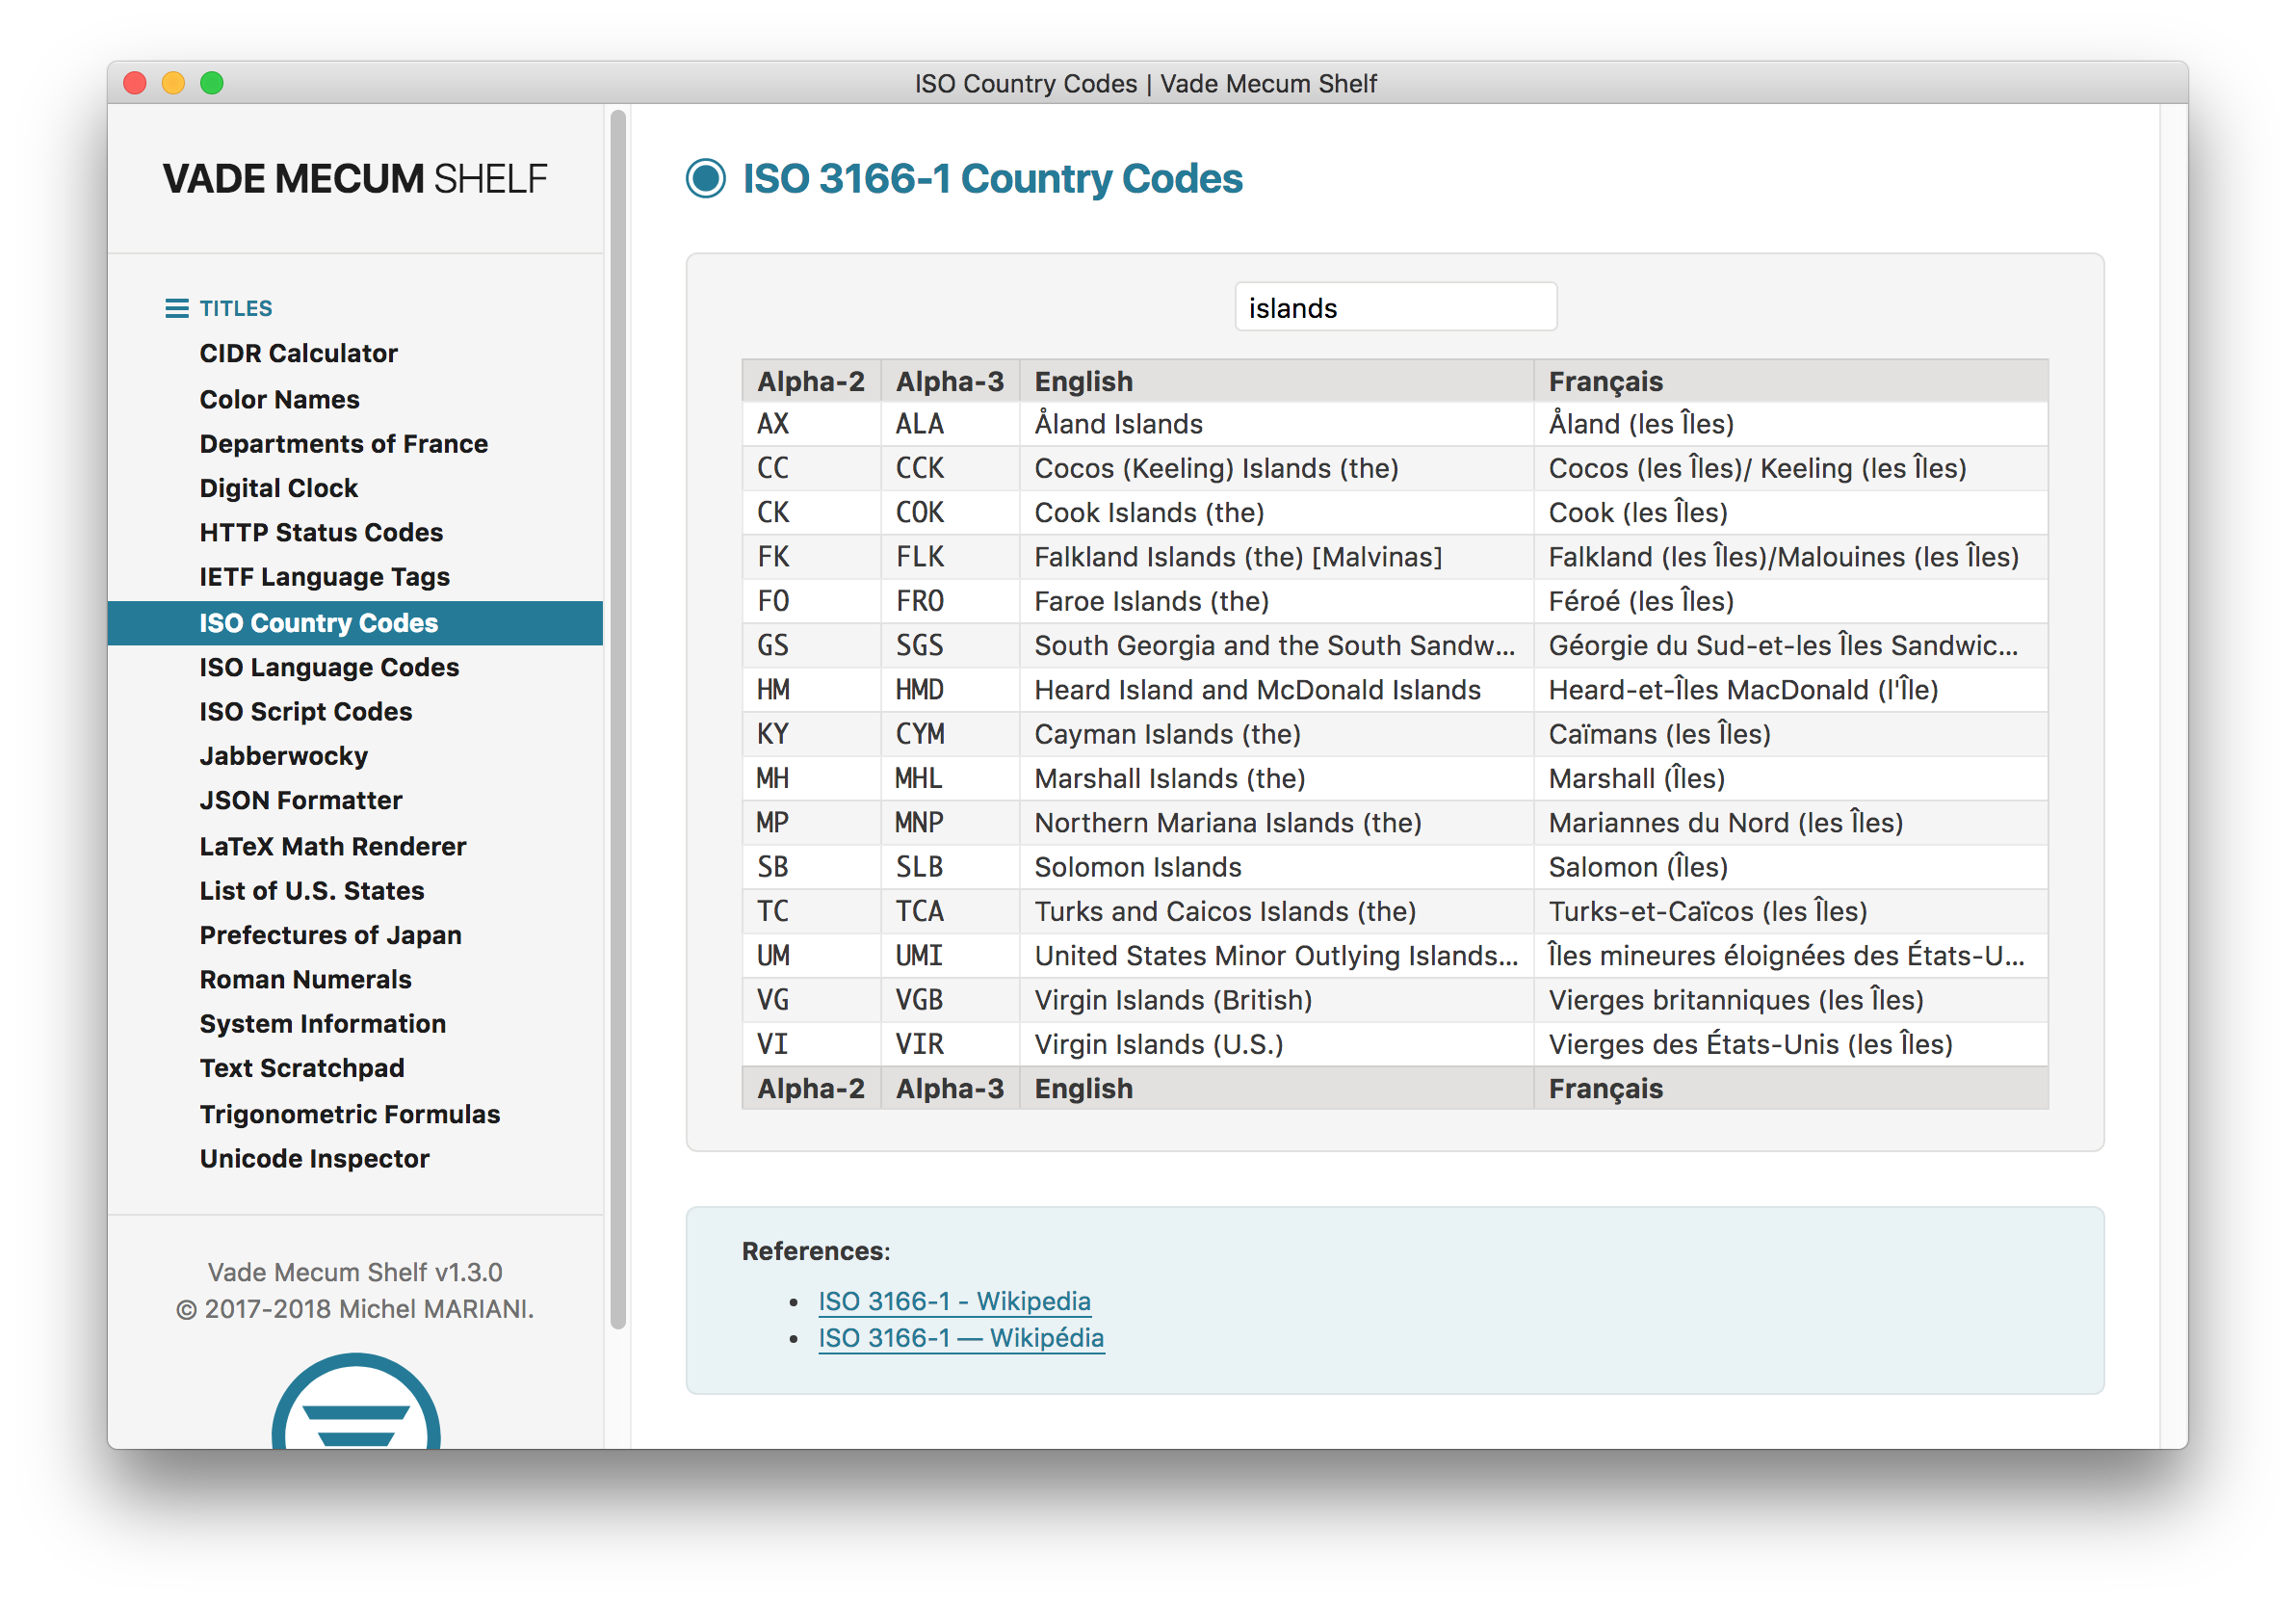 ISO Country Codes | Vade Mecum Shelf
VADE MECUM SHELF
TITLES
CIDR Calculator
Color Names
Departments of France
Digital Clock
HTTP Status Codes
IETF Language Tags
ISO Country Codes
ISO Language Codes
ISO Script Codes
Jabberwocky
JSON Formatter
LaTeX Math Renderer
List of U.S. States
Prefectures of Japan
Roman Numerals
System Information
Text Scratchpad
Trigonometric Formulas
Unicode Inspector
Vade Mecum Shelf v1.3.0
© 2017-2018 Michel MARIANI.
ISO 3166-1 Country Codes
islands
Alpha-2 Alpha-3 English Français
AX ALA Åland Islands Åland (les Îles)
CC CCK Cocos (Keeling) Islands (the) Cocos (les Îles)/ Keeling (les Îles)
CK COK Cook Islands (the) Cook (les Îles)
FK FLK Falkland Islands (the) [Malvinas] Falkland (les Îles)/Malouines (les Îles)
FO FRO Faroe Islands (the) Féroé (les Îles)
GS SGS South Georgia and the South Sandw... Géorgie du Sud-et-les Îles Sandwic...
HM HMD Heard Island and McDonald Islands Heard-et-Îles MacDonald (l'Île)
KY CYM Cayman Islands (the) Caïmans (les Îles)
MH MHL Marshall Islands (the) Marshall (Îles)
MP MNP Northern Mariana Islands (the) Mariannes du Nord (les Îles)
SB SLB Solomon Islands Salomon (Îles)
TC TCA Turks and Caicos Islands (the) Turks-et-Caïcos (les Îles)
UM UMI United States Minor Outlying Islands... Îles mineures éloignées des États-U...
VG VGB Virgin Islands (British) Vierges britanniques (les Îles)
VI VIR Virgin Islands (U.S.) Vierges des États-Unis (les Îles)
Alpha-2 Alpha-3 English Français
References:
• ISO 3166-1 - Wikipedia
• ISO 3166-1 — Wikipédia